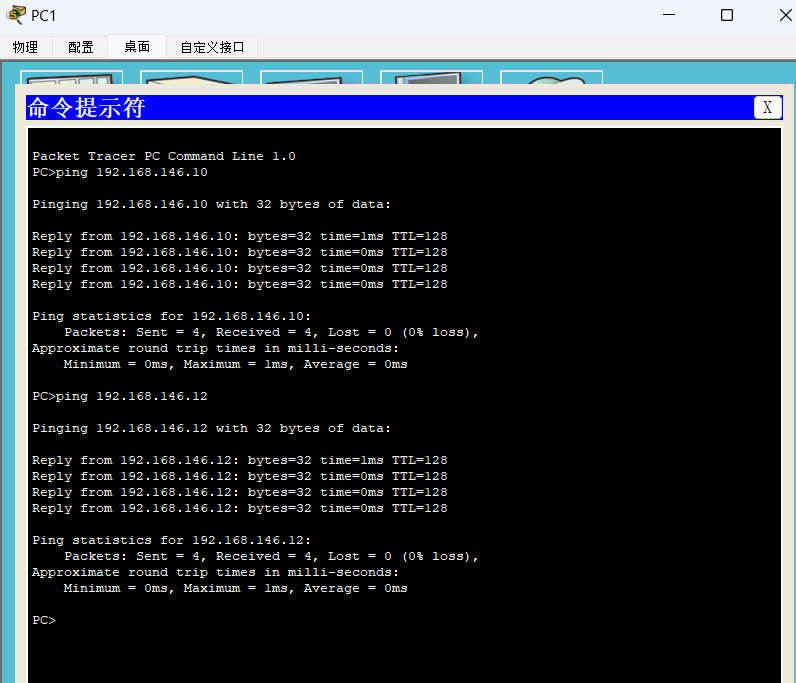 PC1
物理 配置 桌面 自定义接口
命令提示符 X
Packet Tracer PC Command Line 1.0
PC>ping 192.168.146.10
Pinging 192.168.146.10 with 32 bytes of data:
Reply from 192.168.146.10: bytes=32 time=1ms TTL=128
Reply from 192.168.146.10: bytes=32 time=0ms TTL=128
Reply from 192.168.146.10: bytes=32 time=0ms TTL=128
Reply from 192.168.146.10: bytes=32 time=0ms TTL=128
Ping statistics for 192.168.146.10:
Packets: Sent = 4, Received = 4, Lost = 0 (0% loss),
Approximate round trip times in milli-seconds:
Minimum = 0ms, Maximum = 1ms, Average = 0ms
PC>ping 192.168.146.12
Pinging 192.168.146.12 with 32 bytes of data:
Reply from 192.168.146.12: bytes=32 time=1ms TTL=128
Reply from 192.168.146.12: bytes=32 time=0ms TTL=128
Reply from 192.168.146.12: bytes=32 time=0ms TTL=128
Reply from 192.168.146.12: bytes=32 time=0ms TTL=128
Ping statistics for 192.168.146.12:
Packets: Sent = 4, Received = 4, Lost = 0 (0% loss),
Approximate round trip times in milli-seconds:
Minimum = 0ms, Maximum = 1ms, Average = 0ms
PC>